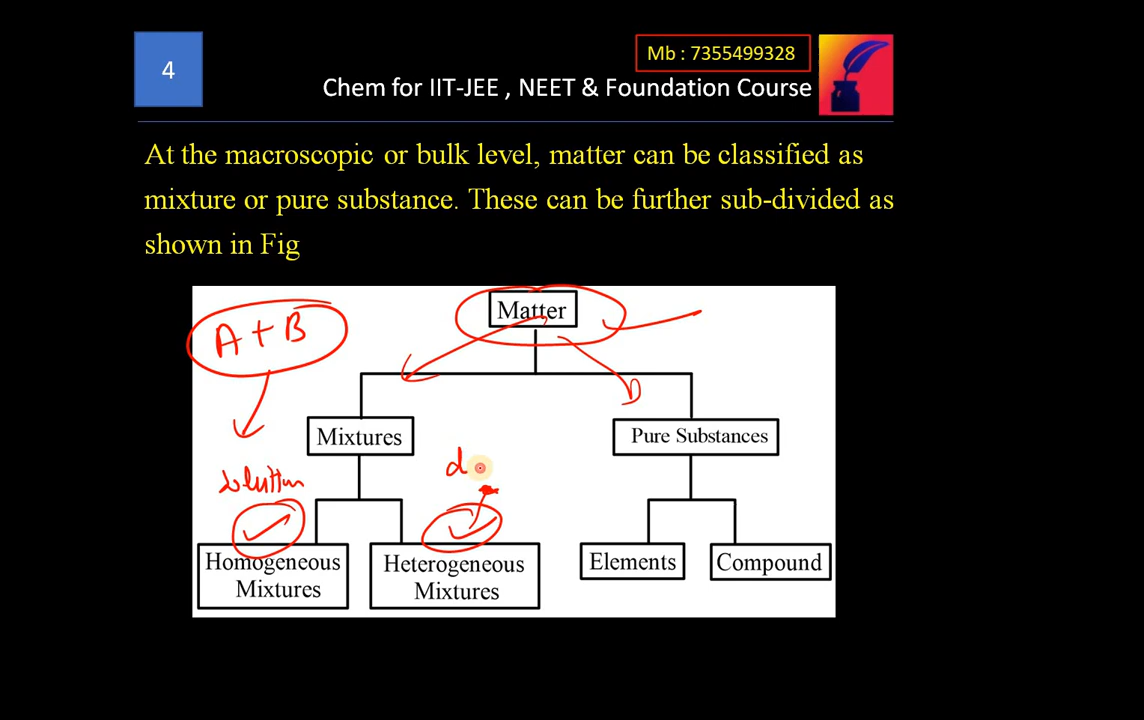 4
Mb : 7355499328
Chem for IIT-JEE , NEET & Foundation Course
At the macroscopic or bulk level, matter can be classified as
mixture or pure substance. These can be further sub-divided as
shown in Fig
Matter
A + B
Mixtures
Pure Substances
solution
d
Homogeneous
Mixtures
Heterogeneous
Mixtures
Elements
Compound